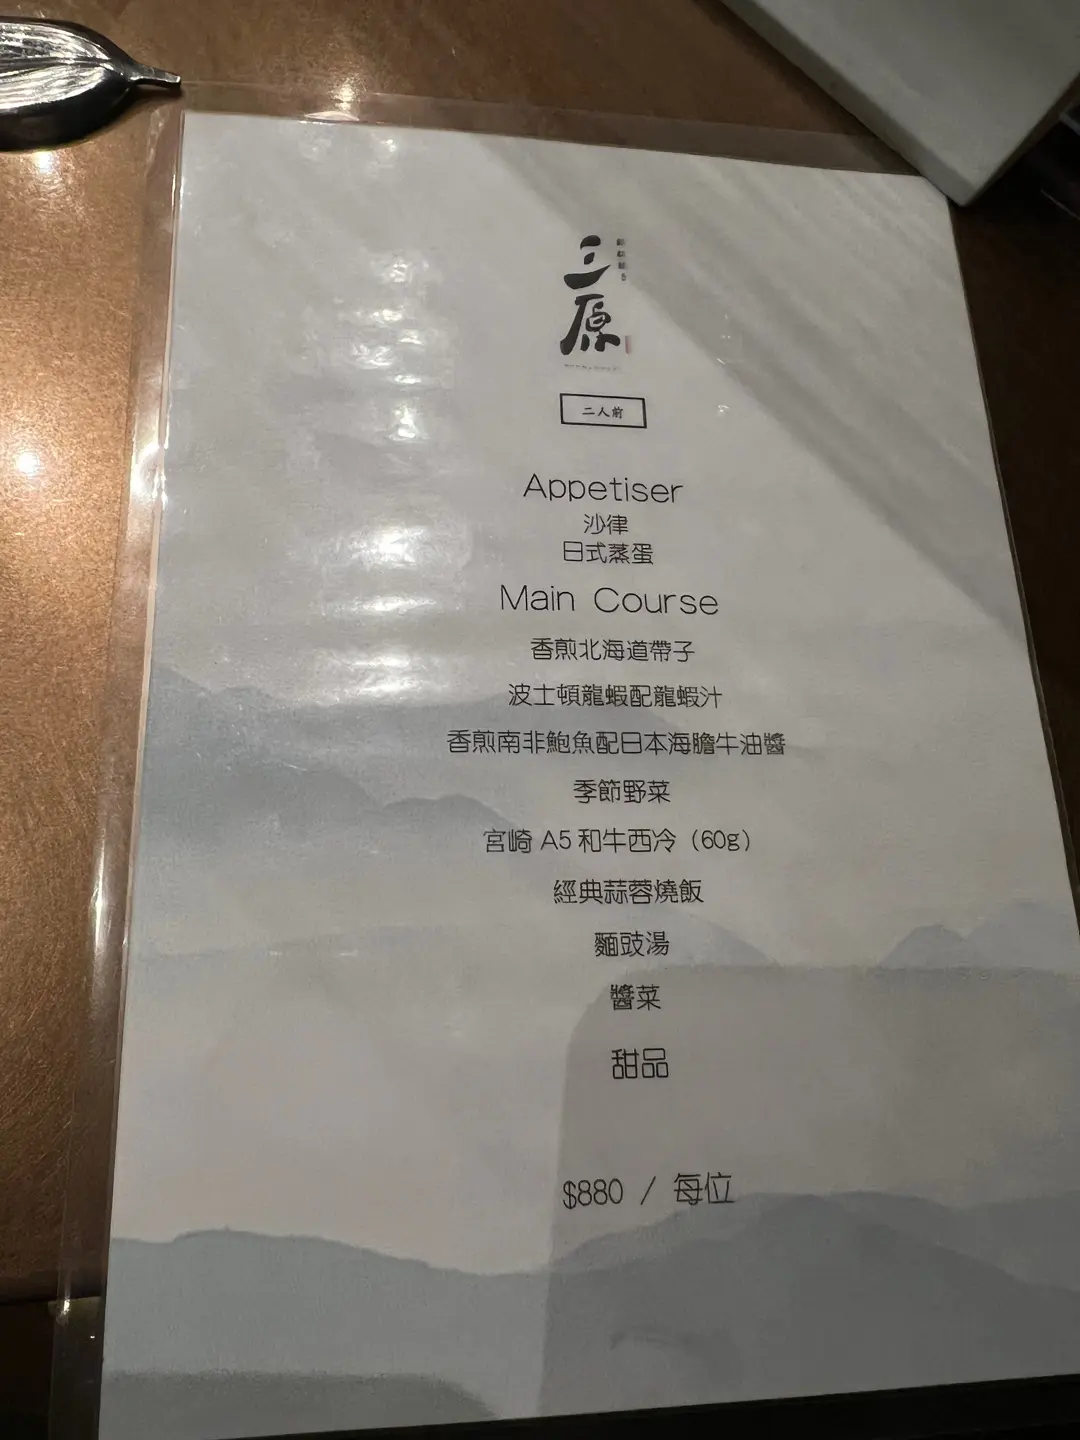 三原
二人前
Appetiser
沙律
日式蒸蛋
Main Course
香煎北海道帶子
波士頓龍蝦配龍蝦汁
香煎南非鮑魚配日本海膽牛油醬
季節野菜
宮崎 A5 和牛西冷 (60g)
經典蒜蓉燒飯
麵豉湯
醬菜
甜品
$880 / 每位